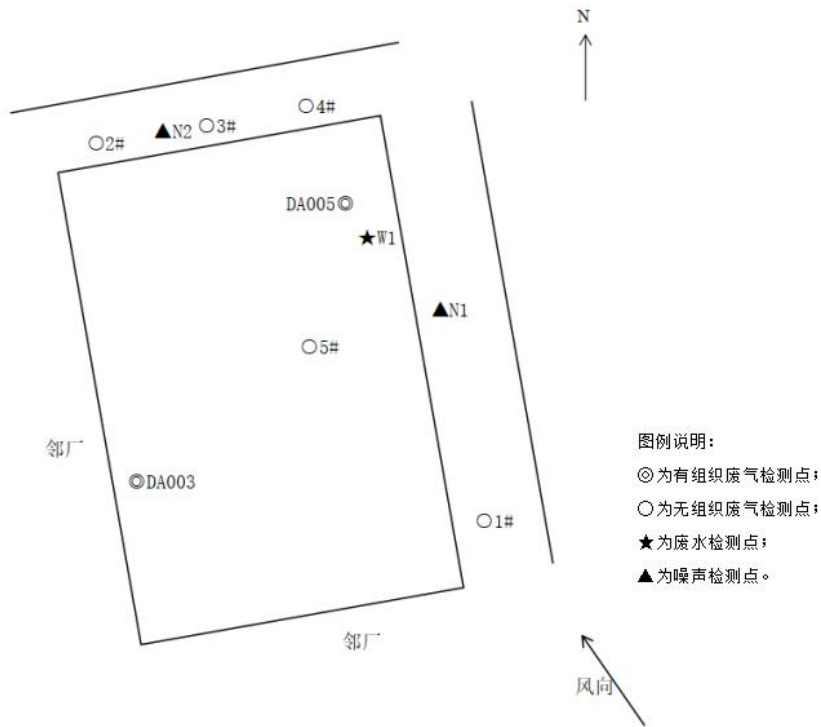 N
○4#
▲N2 ○3#
○2#
DA005◎
★W1
▲N1
○5#
邻厂
◎DA003
○1#
邻厂
图例说明：
◎为有组织废气检测点；
○为无组织废气检测点；
★为废水检测点；
▲为噪声检测点。
风向